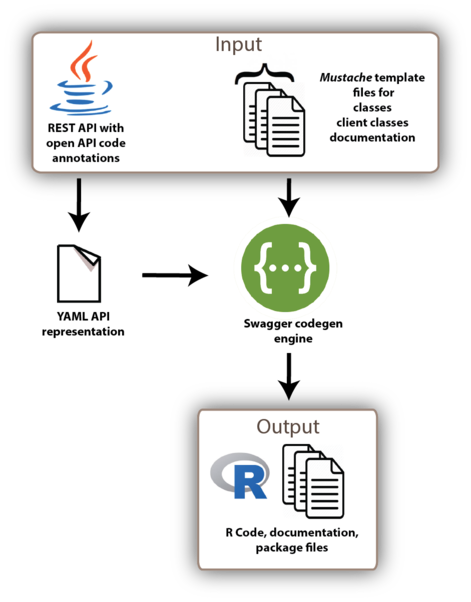 Input
REST API with
open API code
annotations
Mustache template
files for
classes
client classes
documentation
YAML API
representation
{···}
Swagger codegen
engine
Output
R
R Code, documentation,
package files